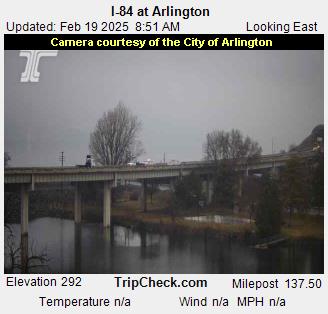 I-84 at Arlington
Updated: Feb 19 2025 8:51 AM Looking East
Camera courtesy of the City of Arlington
Elevation 292 TripCheck.com Milepost 137.50
Temperature n/a Wind n/a MPH n/a